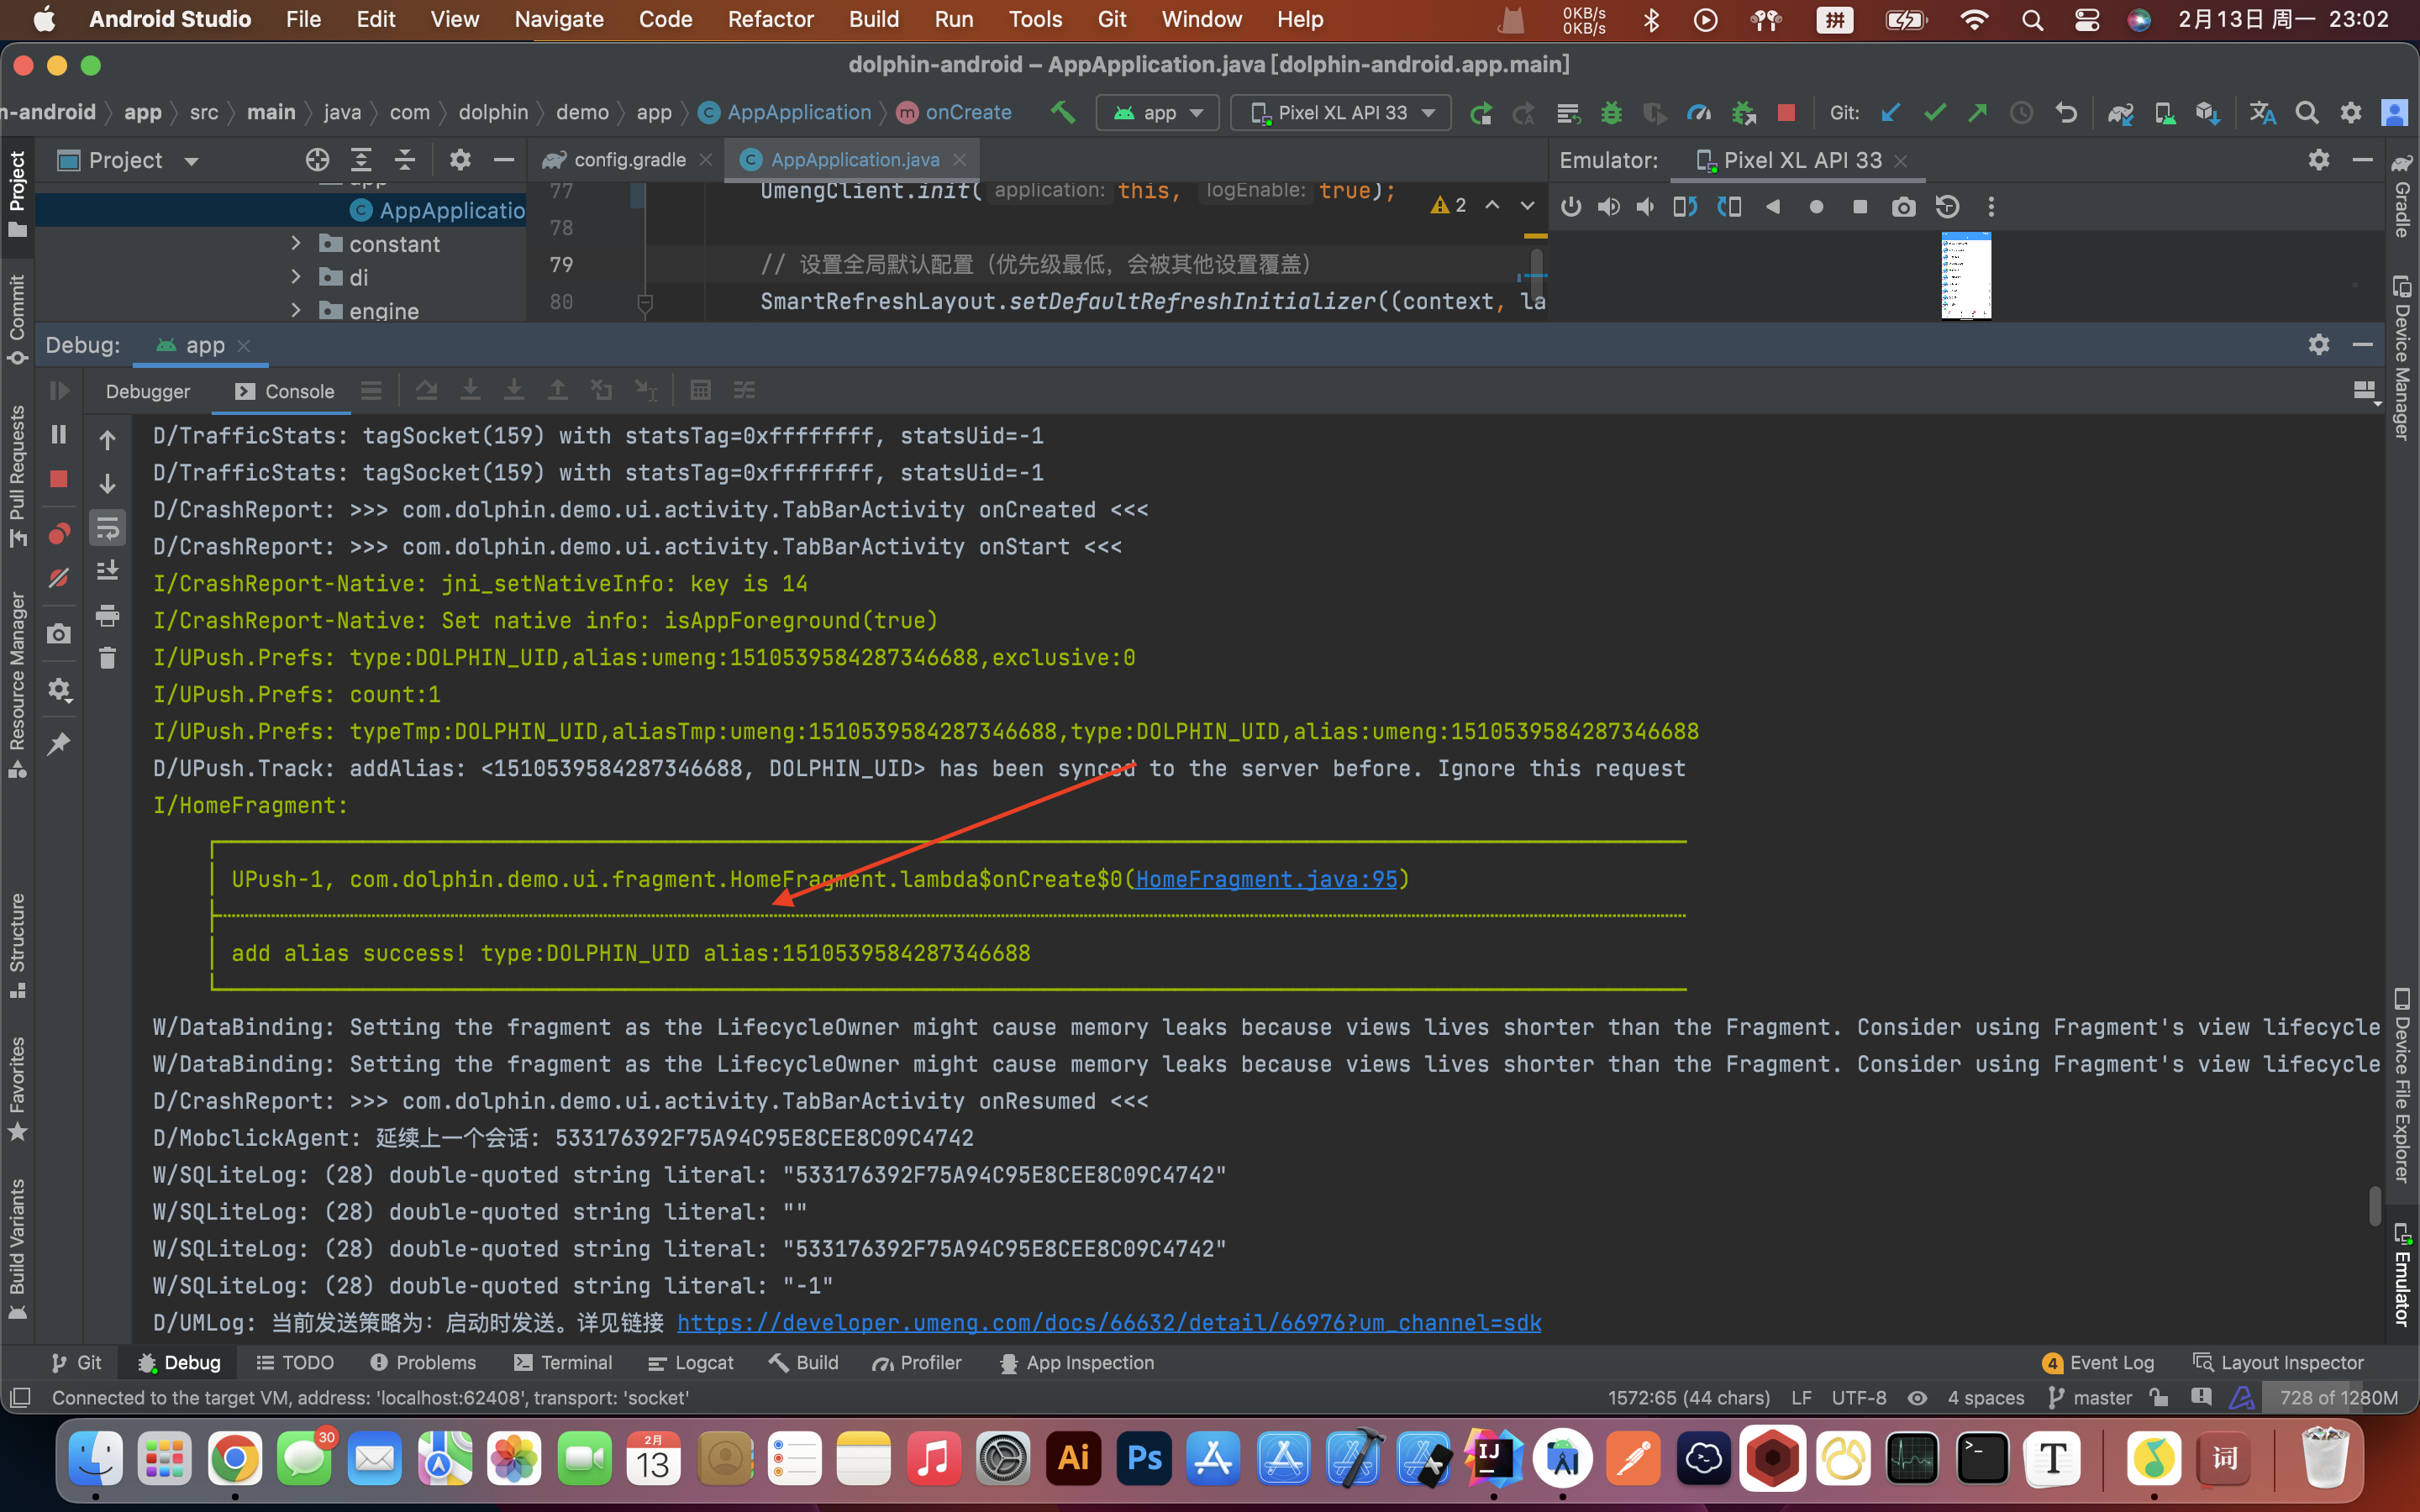 Android Studio File Edit View Navigate Code Refactor Build Run Tools Git Window Help 0KB/s 0KB/s 拼 2月13日 周一 23:02
dolphin-android – AppApplication.java [dolphin-android.app.main]
n-android app src main java com dolphin demo app AppApplication onCreate app Pixel XL API 33 Git:
Project config.gradle AppApplication.java Emulator: Pixel XL API 33
app
77 UmengClient.init( application: this, logEnable: true); 2
AppApplicatio
78
constant
79 // 设置全局默认配置（优先级最低，会被其他设置覆盖）
di
80 SmartRefreshLayout.setDefaultRefreshInitializer((context, la
engine
Debug: app
Debugger Console
D/TrafficStats: tagSocket(159) with statsTag=0xffffffff, statsUid=-1
D/TrafficStats: tagSocket(159) with statsTag=0xffffffff, statsUid=-1
D/CrashReport: >>> com.dolphin.demo.ui.activity.TabBarActivity onCreated <<<
D/CrashReport: >>> com.dolphin.demo.ui.activity.TabBarActivity onStart <<<
I/CrashReport-Native: jni_setNativeInfo: key is 14
I/CrashReport-Native: Set native info: isAppForeground(true)
I/UPush.Prefs: type:DOLPHIN_UID,alias:umeng:1510539584287346688,exclusive:0
I/UPush.Prefs: count:1
I/UPush.Prefs: typeTmp:DOLPHIN_UID,aliasTmp:umeng:1510539584287346688,type:DOLPHIN_UID,alias:umeng:1510539584287346688
D/UPush.Track: addAlias: <1510539584287346688, DOLPHIN_UID> has been synced to the server before. Ignore this request
I/HomeFragment:
UPush-1, com.dolphin.demo.ui.fragment.HomeFragment.lambda$onCreate$0(HomeFragment.java:95)
add alias success! type:DOLPHIN_UID alias:1510539584287346688
W/DataBinding: Setting the fragment as the LifecycleOwner might cause memory leaks because views lives shorter than the Fragment. Consider using Fragment's view lifecycle
W/DataBinding: Setting the fragment as the LifecycleOwner might cause memory leaks because views lives shorter than the Fragment. Consider using Fragment's view lifecycle
D/CrashReport: >>> com.dolphin.demo.ui.activity.TabBarActivity onResumed <<<
D/MobclickAgent: 延续上一个会话: 533176392F75A94C95E8CEE8C09C4742
W/SQLiteLog: (28) double-quoted string literal: "533176392F75A94C95E8CEE8C09C4742"
W/SQLiteLog: (28) double-quoted string literal: ""
W/SQLiteLog: (28) double-quoted string literal: "533176392F75A94C95E8CEE8C09C4742"
W/SQLiteLog: (28) double-quoted string literal: "-1"
D/UMLog: 当前发送策略为：启动时发送。详见链接 https://developer.umeng.com/docs/66632/detail/66976?um_channel=sdk
Project
Commit
Pull Requests
Resource Manager
Structure
Favorites
Build Variants
Gradle
Device Manager
Device File Explorer
Emulator
Git Debug TODO Problems Terminal Logcat Build Profiler App Inspection 4 Event Log Layout Inspector
Connected to the target VM, address: 'localhost:62408', transport: 'socket' 1572:65 (44 chars) LF UTF-8 4 spaces master 728 of 1280M
30 2月 13 Ai Ps IJ T 词